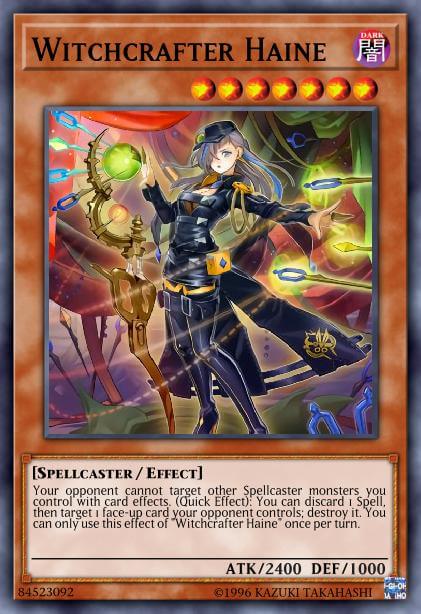 Witchcrafter Haine
DARK
闇
[Spellcaster / Effect]
Your opponent cannot target other Spellcaster monsters you
control with card effects. (Quick Effect): You can discard 1 Spell,
then target 1 face-up card your opponent controls; destroy it. You
can only use this effect of "Witchcrafter Haine" once per turn.
ATK/2400 DEF/1000
84523092
©1996 KAZUKI TAKAHASHI